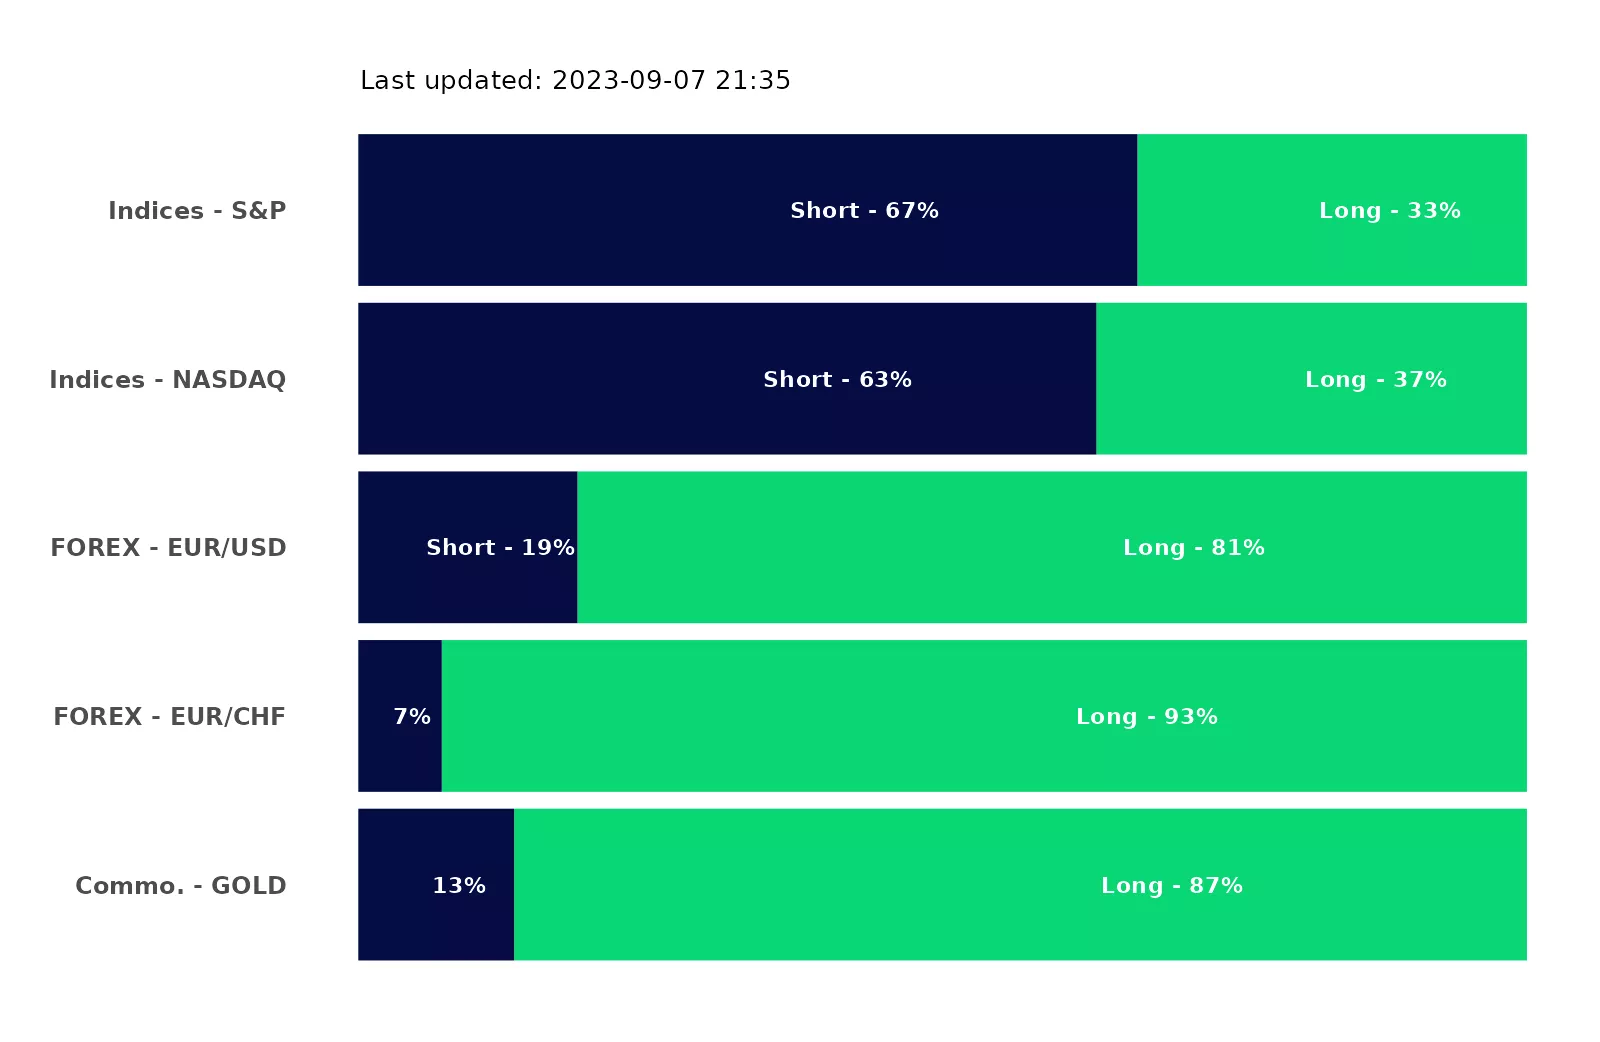 Last updated: 2023-09-07 21:35
Indices - S&P Short - 67% Long - 33%
Indices - NASDAQ Short - 63% Long - 37%
FOREX - EUR/USD Short - 19% Long - 81%
FOREX - EUR/CHF 7% Long - 93%
Commo. - GOLD 13% Long - 87%